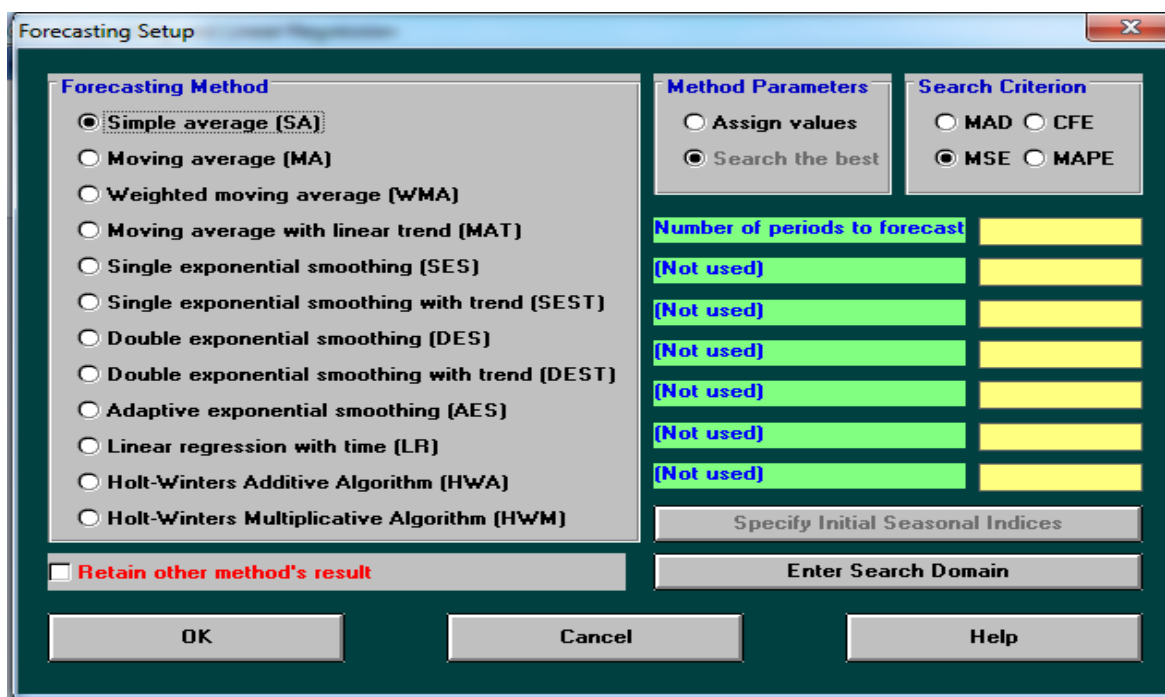 Forecasting Setup
Forecasting Method
Simple average (SA)
Moving average (MA)
Weighted moving average (WMA)
Moving average with linear trend (MAT)
Single exponential smoothing (SES)
Single exponential smoothing with trend (SEST)
Double exponential smoothing (DES)
Double exponential smoothing with trend (DEST)
Adaptive exponential smoothing (AES)
Linear regression with time (LR)
Holt-Winters Additive Algorithm (HWA)
Holt-Winters Multiplicative Algorithm (HWM)
Retain other method's result
Method Parameters
Assign values
Search the best
Search Criterion
MAD CFE
MSE MAPE
Number of periods to forecast
(Not used)
(Not used)
(Not used)
(Not used)
(Not used)
(Not used)
Specify Initial Seasonal Indices
Enter Search Domain
OK Cancel Help